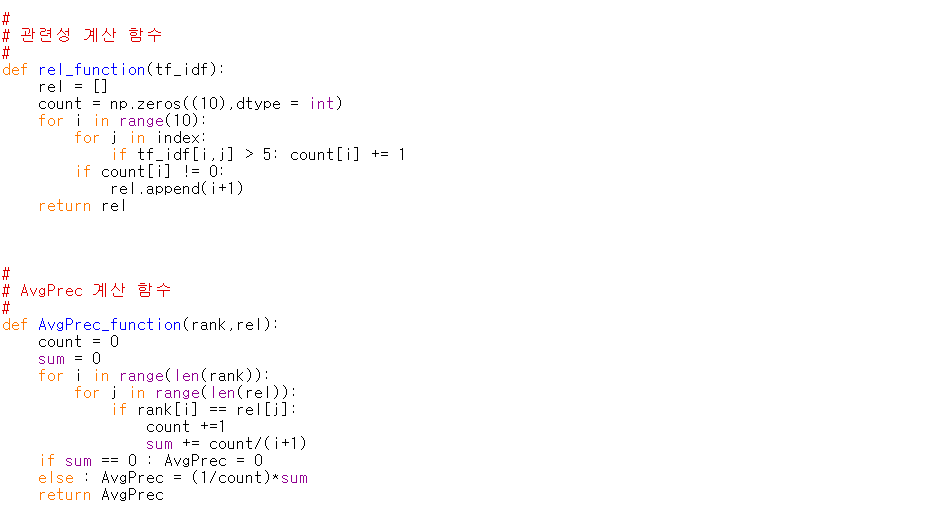 #
# 관련성 계산 함수
#
def rel_function(tf_idf):
    rel = []
    count = np.zeros((10),dtype = int)
    for i in range(10):
        for j in index:
            if tf_idf[i,j] > 5: count[i] += 1
        if count[i] != 0:
            rel.append(i+1)
    return rel
#
# AvgPrec 계산 함수
#
def AvgPrec_function(rank,rel):
    count = 0
    sum = 0
    for i in range(len(rank)):
        for j in range(len(rel)):
            if rank[i] == rel[j]:
                count +=1
                sum += count/(i+1)
    if sum == 0 : AvgPrec = 0
    else : AvgPrec = (1/count)*sum
    return AvgPrec